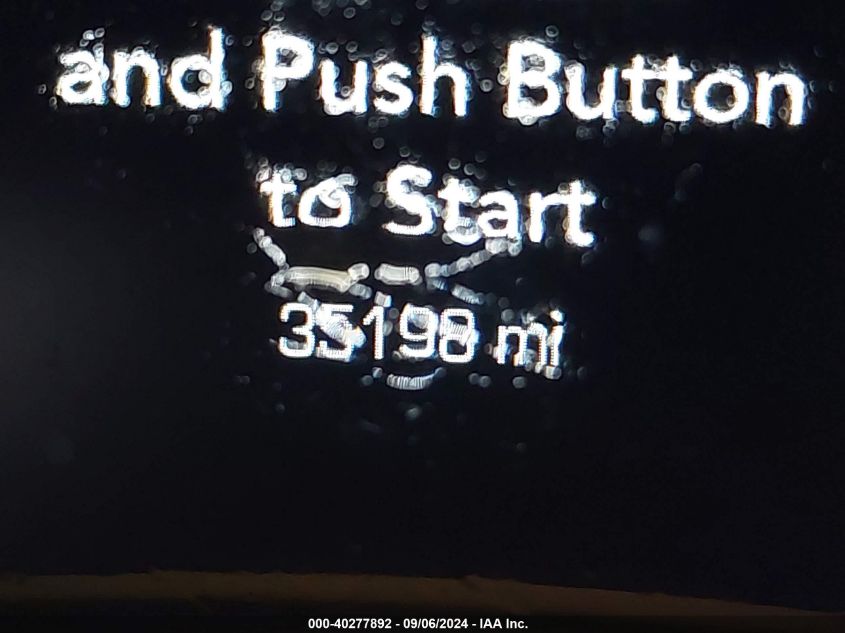 and Push Button
to Start
35198 mi
000-40277892 - 09/06/2024 - IAA Inc.